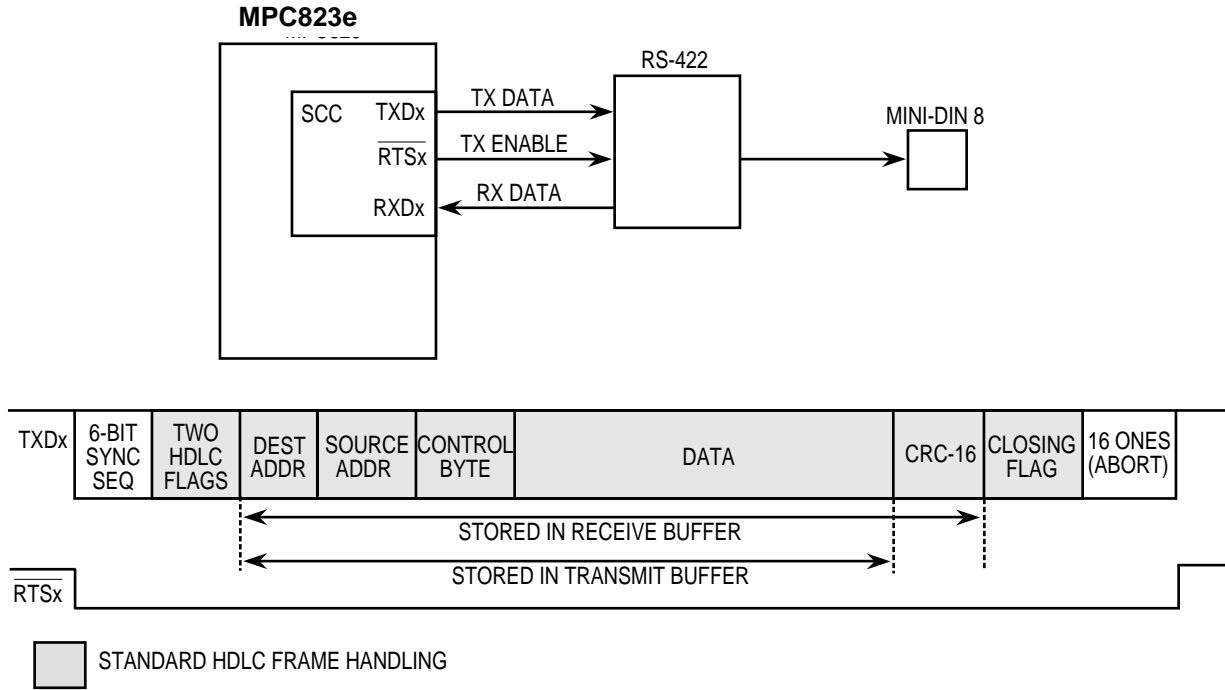 MPC823e
RS-422
SCC
TXDx
TX DATA
MINI-DIN 8
RTSx
TX ENABLE
RXDx
RX DATA
TXDx
6-BIT
SYNC
SEQ
TWO
HDLC
FLAGS
DEST
ADDR
SOURCE
ADDR
CONTROL
BYTE
DATA
CRC-16
CLOSING
FLAG
16 ONES
(ABORT)
STORED IN RECEIVE BUFFER
STORED IN TRANSMIT BUFFER
RTSx
STANDARD HDLC FRAME HANDLING